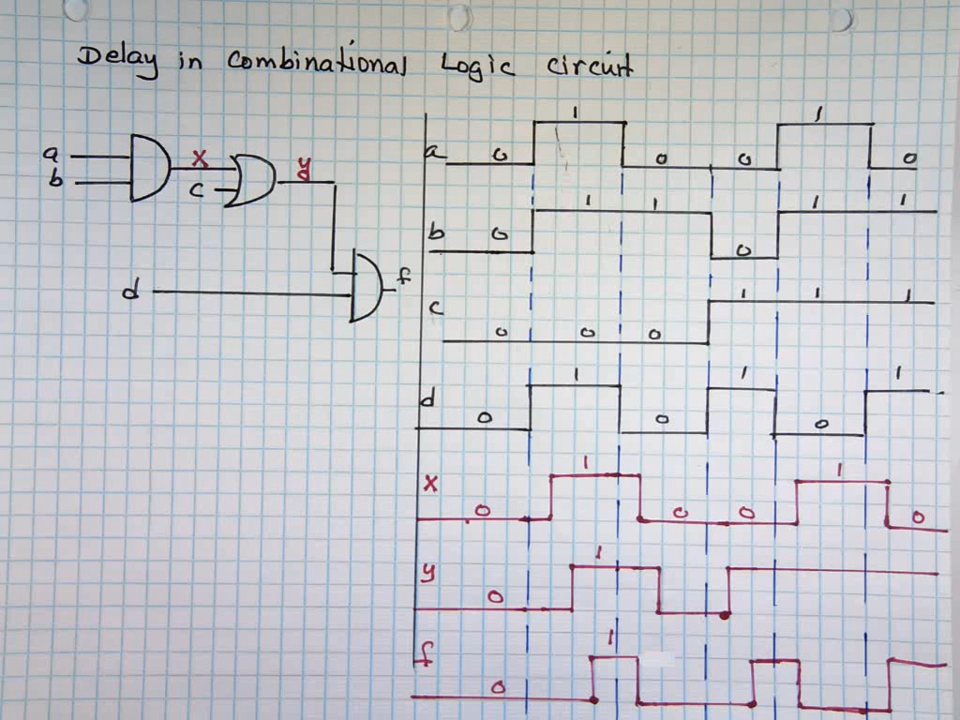 Delay in combinational Logic circuit
a
b
x
c
y
d
f
a 0 1 0 0 1 0
b 0 1 1 0 1 1
c 0 0 0 1 1 1
d 0 1 0 1 0 1
x 0 1 0 0 1 0
y 0 1
f 0 1